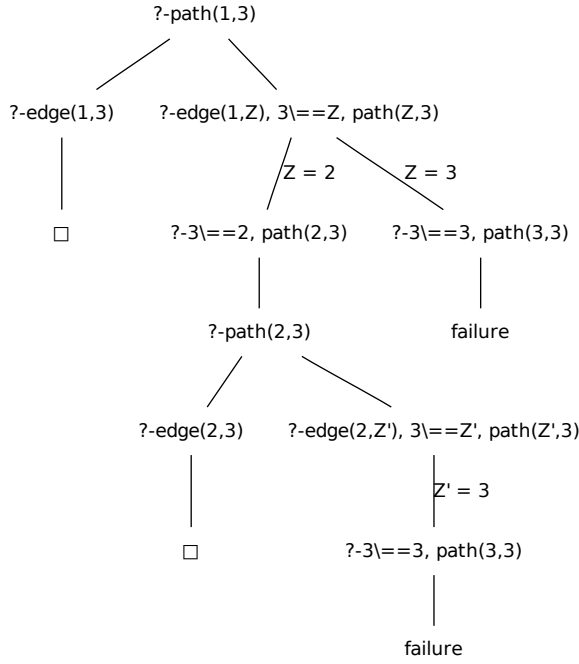 ?-path(1,3)
?-edge(1,3)
?-edge(1,Z), 3\==Z, path(Z,3)
Z = 2
Z = 3
□
?-3\==2, path(2,3)
?-3\==3, path(3,3)
?-path(2,3)
failure
?-edge(2,3)
?-edge(2,Z'), 3\==Z', path(Z',3)
Z' = 3
□
?-3\==3, path(3,3)
failure